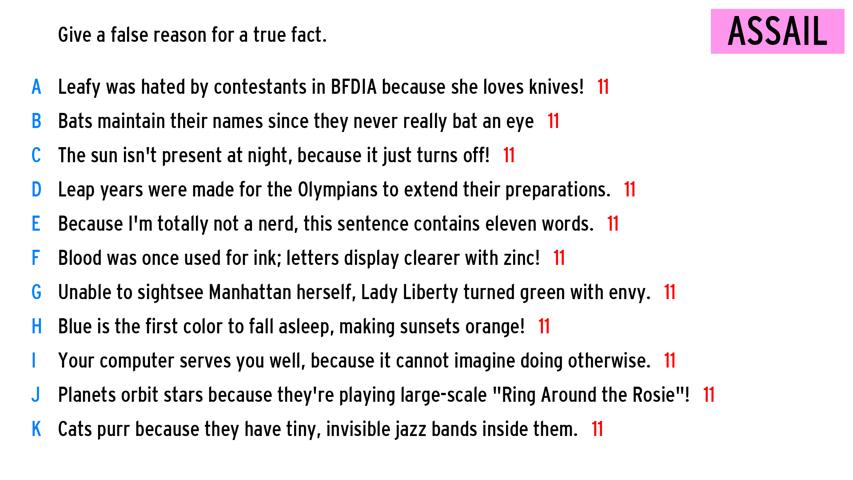 Give a false reason for a true fact.
ASSAIL
A Leafy was hated by contestants in BFDIA because she loves knives! 11
B Bats maintain their names since they never really bat an eye 11
C The sun isn't present at night, because it just turns off! 11
D Leap years were made for the Olympians to extend their preparations. 11
E Because I'm totally not a nerd, this sentence contains eleven words. 11
F Blood was once used for ink; letters display clearer with zinc! 11
G Unable to sightsee Manhattan herself, Lady Liberty turned green with envy. 11
H Blue is the first color to fall asleep, making sunsets orange! 11
I Your computer serves you well, because it cannot imagine doing otherwise. 11
J Planets orbit stars because they're playing large-scale "Ring Around the Rosie"! 11
K Cats purr because they have tiny, invisible jazz bands inside them. 11